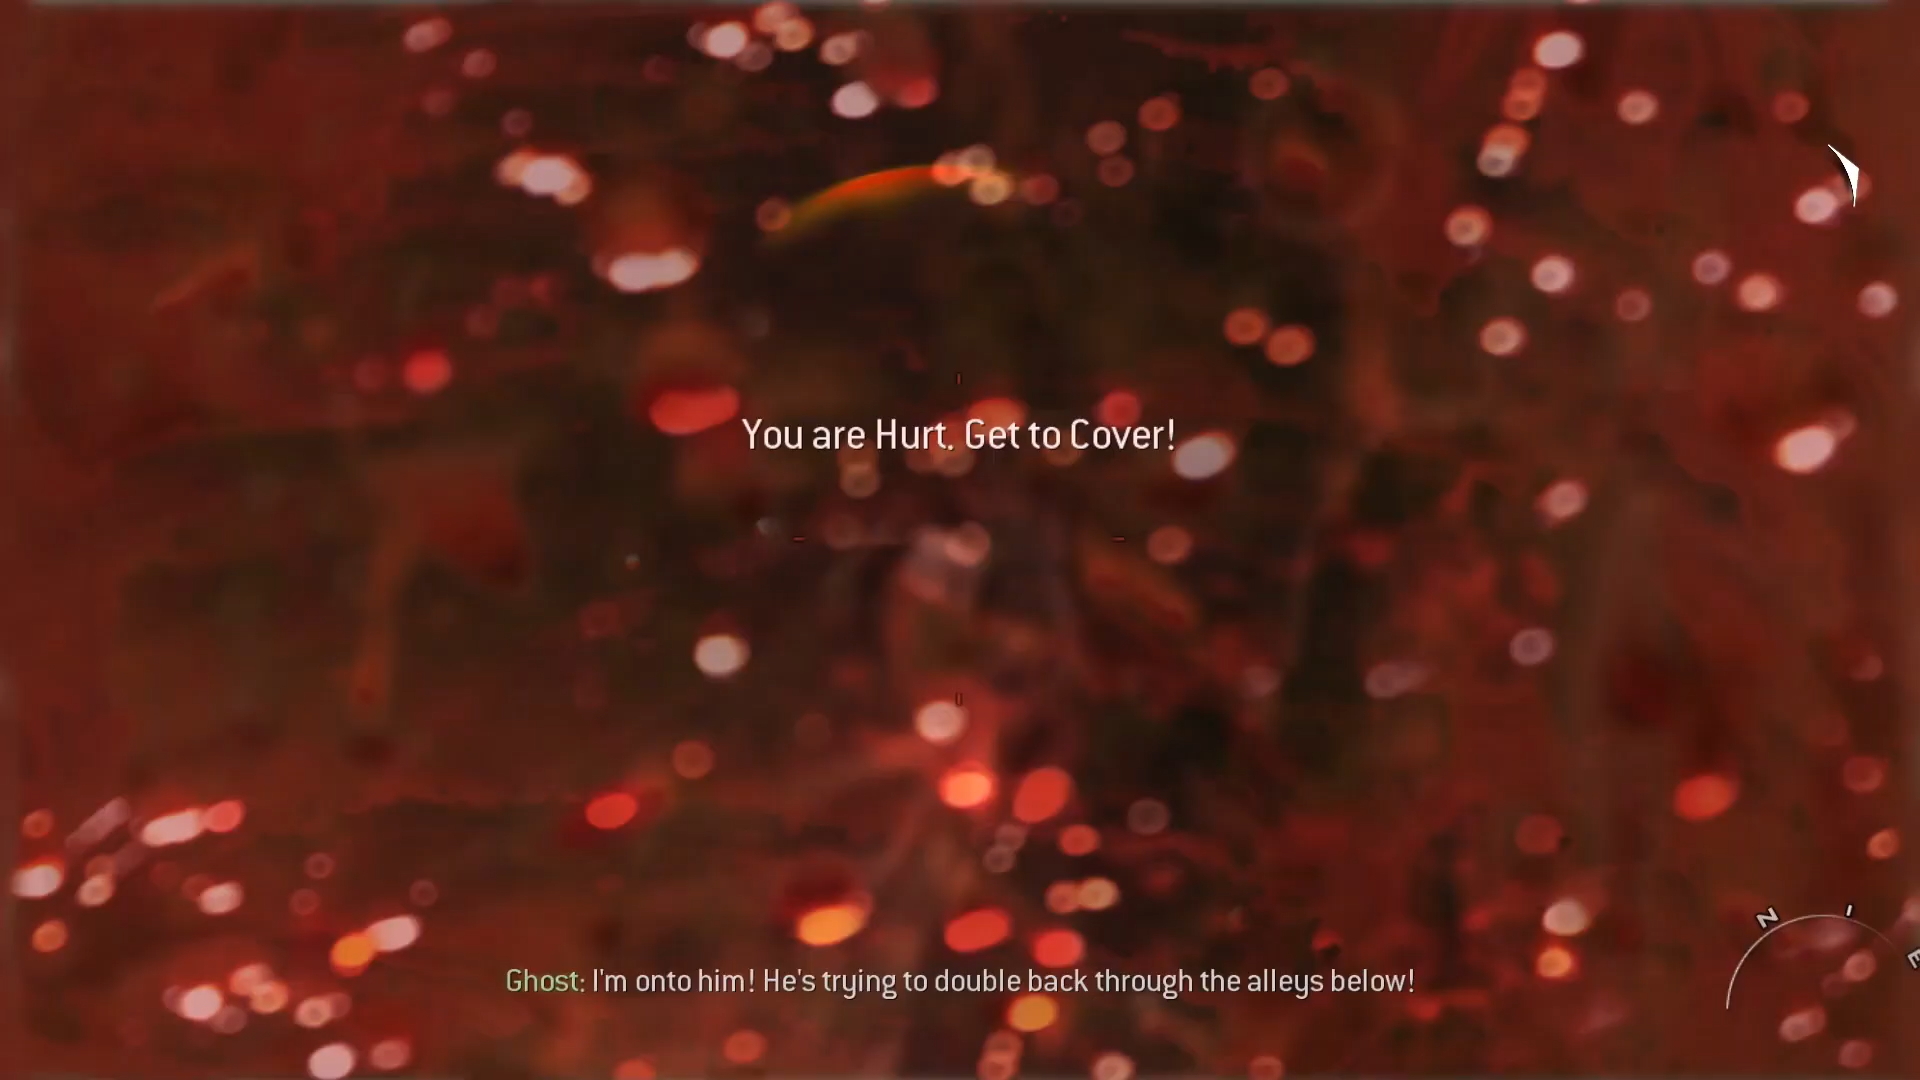 You are Hurt. Get to Cover!
N
E
Ghost: I'm onto him! He's trying to double back through the alleys below!